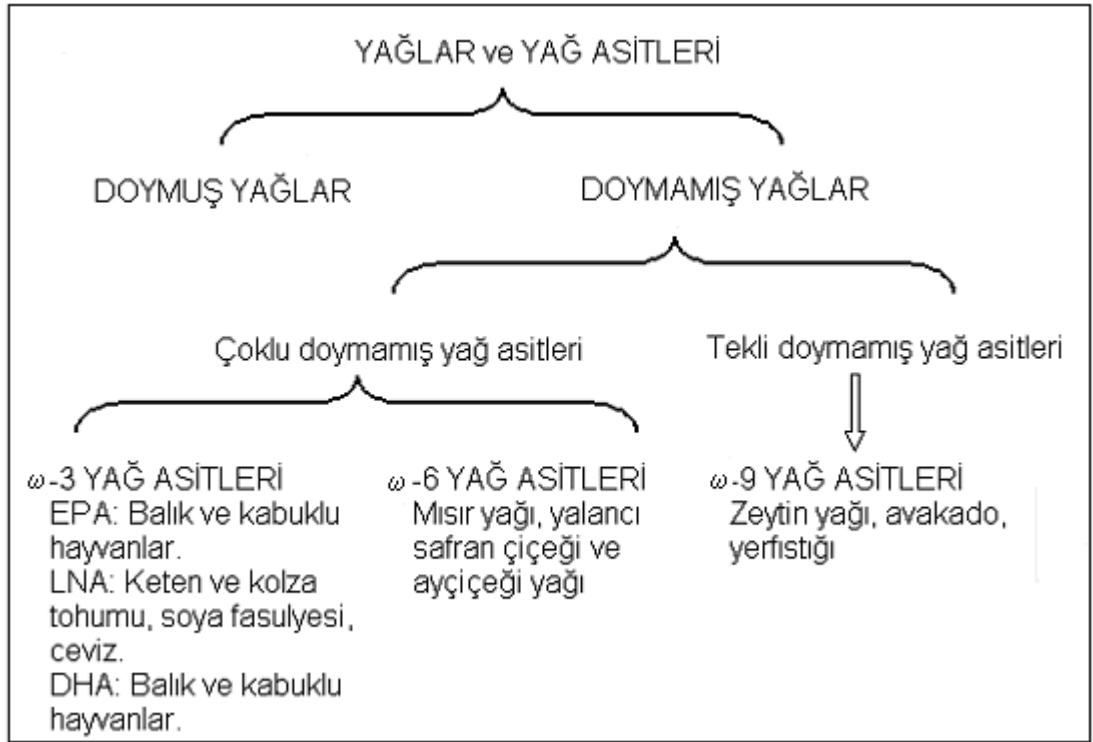 YAĞLAR ve YAĞ ASİTLERİ
DOYMUŞ YAĞLAR
DOYMAMIŞ YAĞLAR
Çoklu doymamış yağ asitleri
Tekli doymamış yağ asitleri
ω-3 YAĞ ASİTLERİ
EPA: Balık ve kabuklu
hayvanlar.
LNA: Keten ve kolza
tohumu, soya fasulyesi,
ceviz.
DHA: Balık ve kabuklu
hayvanlar.
ω-6 YAĞ ASİTLERİ
Mısır yağı, yalancı
safran çiçeği ve
ayçiçeği yağı
ω-9 YAĞ ASİTLERİ
Zeytin yağı, avakado,
yerfıstığı